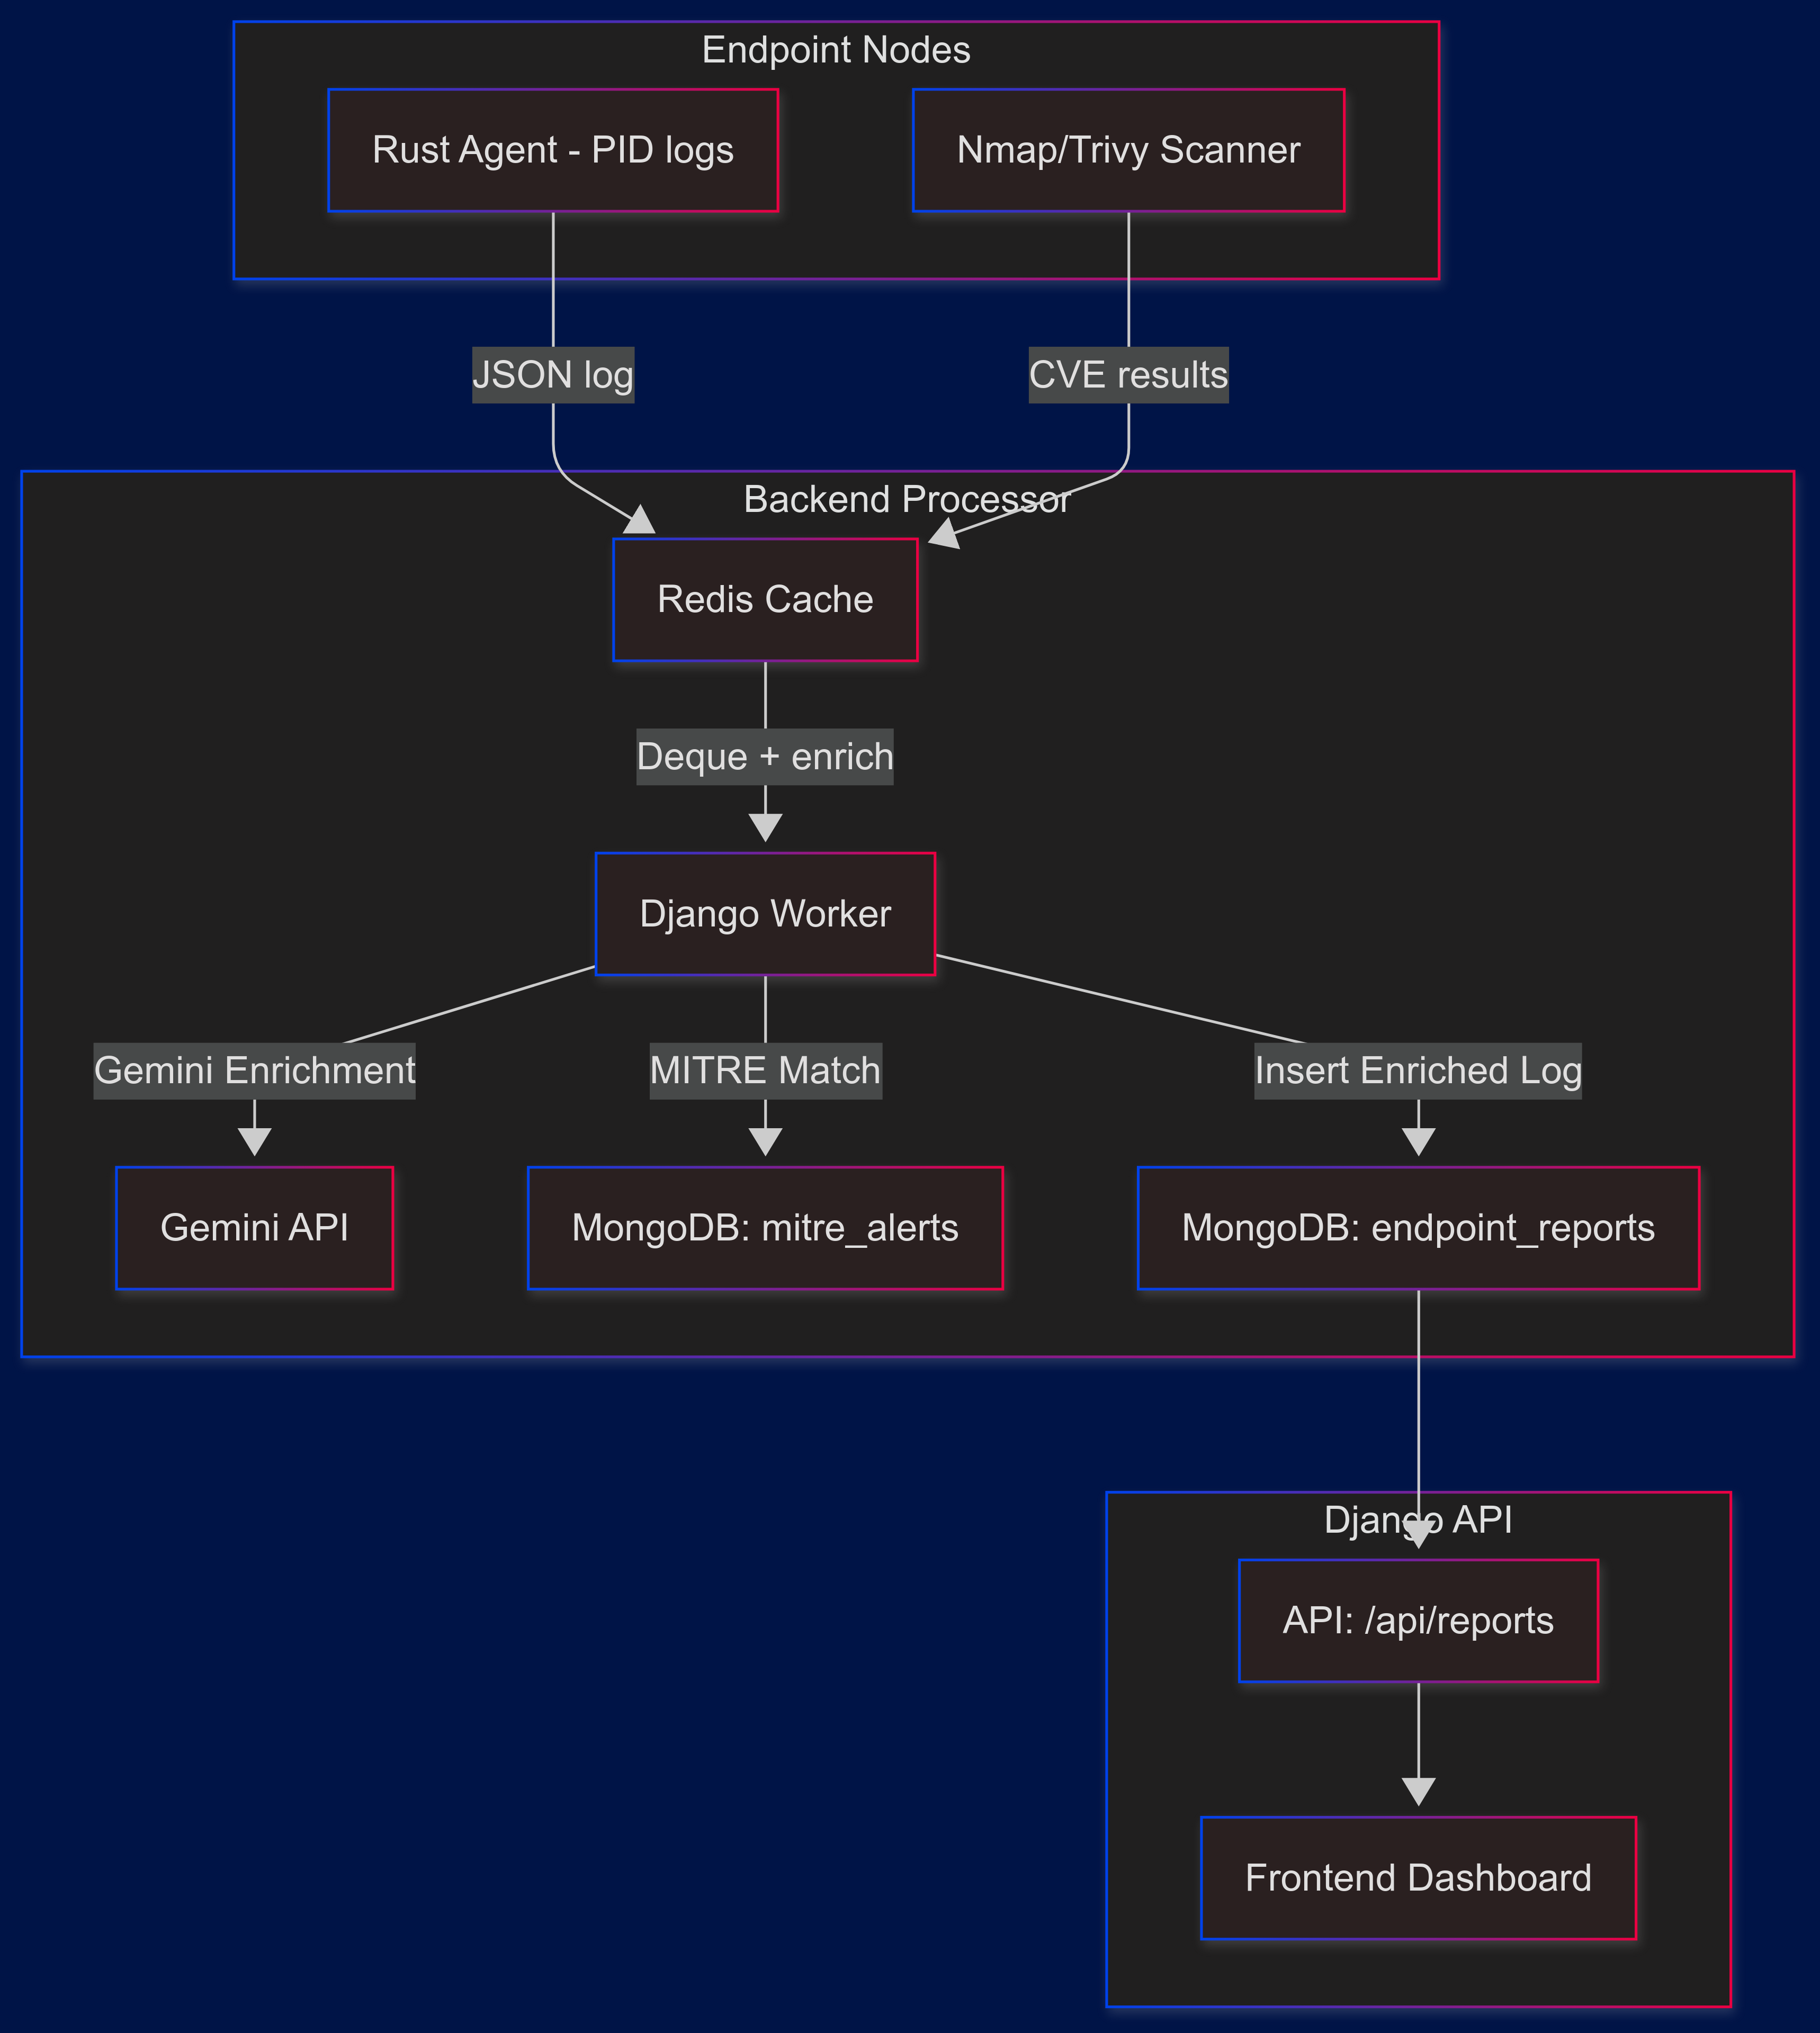 Endpoint Nodes
Rust Agent - PID logs
Nmap/Trivy Scanner
JSON log
CVE results
Backend Processor
Redis Cache
Deque + enrich
Django Worker
Gemini Enrichment
MITRE Match
Insert Enriched Log
Gemini API
MongoDB: mitre_alerts
MongoDB: endpoint_reports
Django API
API: /api/reports
Frontend Dashboard